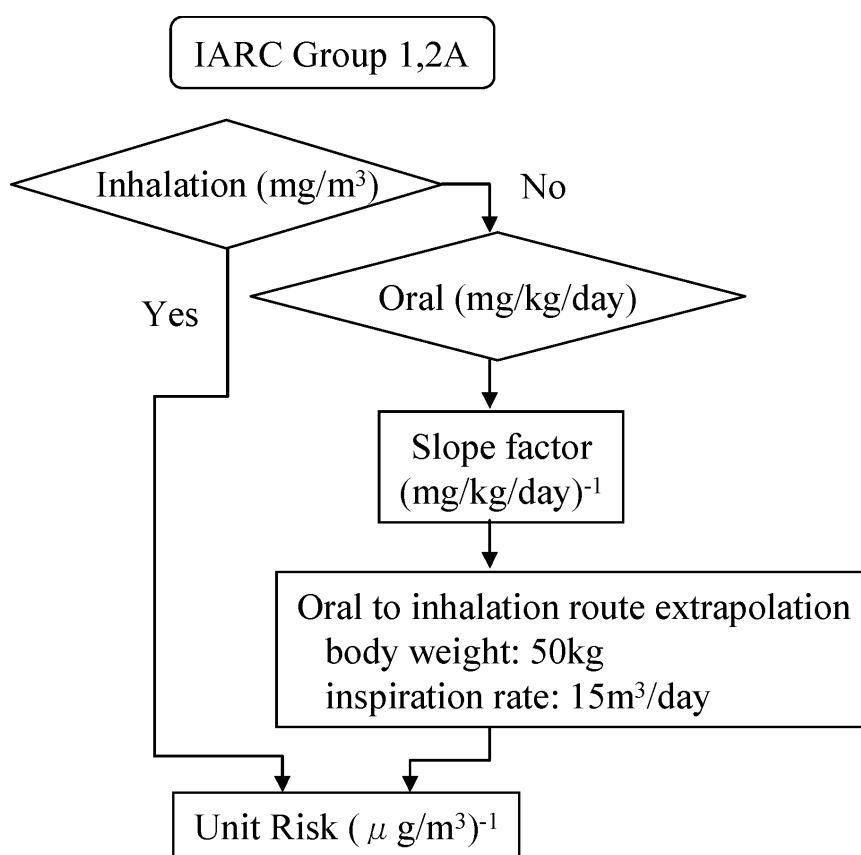 IARC Group 1,2A
Inhalation (mg/m³)
No
Oral (mg/kg/day)
Yes
Slope factor
(mg/kg/day)⁻¹
Oral to inhalation route extrapolation
body weight: 50kg
inspiration rate: 15m³/day
Unit Risk (μg/m³)⁻¹